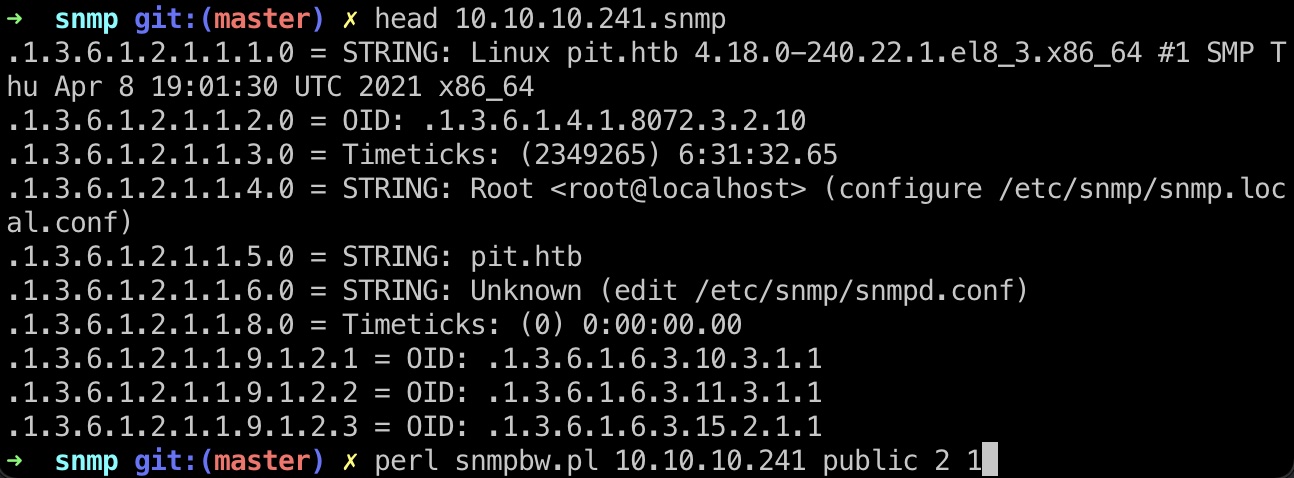 ➜  snmp git:(master) ✗ head 10.10.10.241.snmp
.1.3.6.1.2.1.1.1.0 = STRING: Linux pit.htb 4.18.0-240.22.1.el8_3.x86_64 #1 SMP T
hu Apr 8 19:01:30 UTC 2021 x86_64
.1.3.6.1.2.1.1.2.0 = OID: .1.3.6.1.4.1.8072.3.2.10
.1.3.6.1.2.1.1.3.0 = Timeticks: (2349265) 6:31:32.65
.1.3.6.1.2.1.1.4.0 = STRING: Root <root@localhost> (configure /etc/snmp/snmp.loc
al.conf)
.1.3.6.1.2.1.1.5.0 = STRING: pit.htb
.1.3.6.1.2.1.1.6.0 = STRING: Unknown (edit /etc/snmp/snmpd.conf)
.1.3.6.1.2.1.1.8.0 = Timeticks: (0) 0:00:00.00
.1.3.6.1.2.1.1.9.1.2.1 = OID: .1.3.6.1.6.3.10.3.1.1
.1.3.6.1.2.1.1.9.1.2.2 = OID: .1.3.6.1.6.3.11.3.1.1
.1.3.6.1.2.1.1.9.1.2.3 = OID: .1.3.6.1.6.3.15.2.1.1
➜  snmp git:(master) ✗ perl snmpbw.pl 10.10.10.241 public 2 1